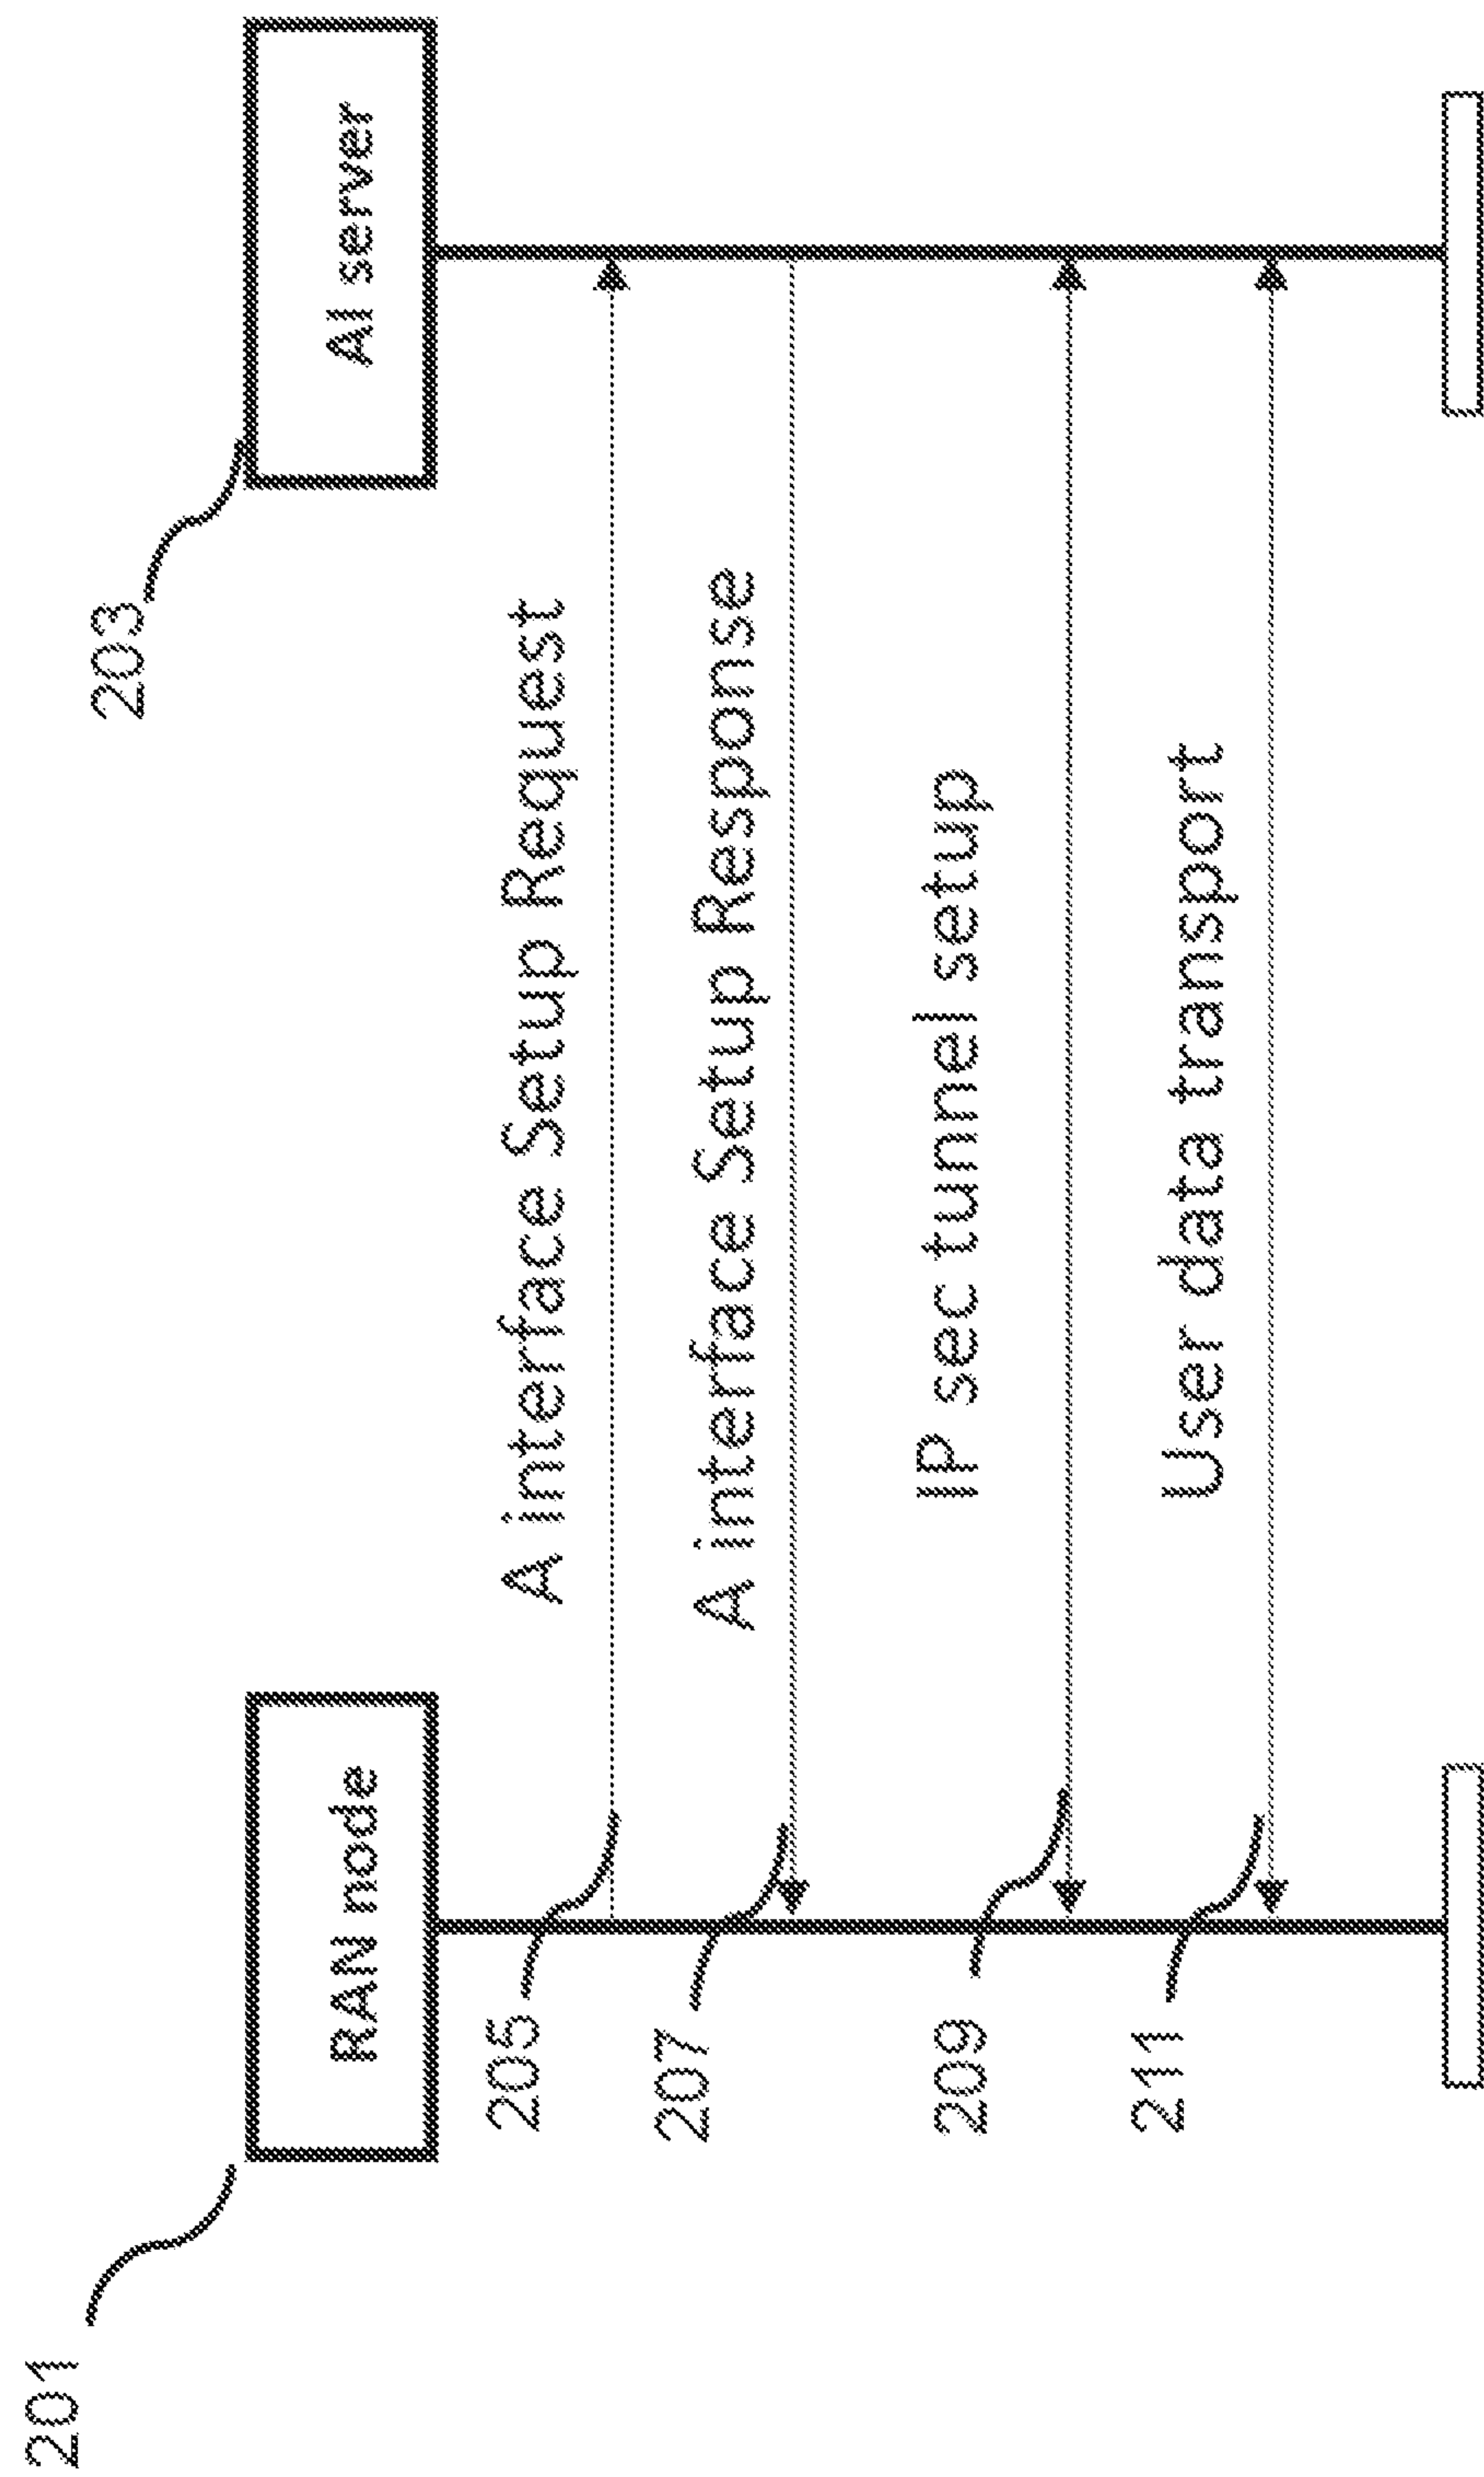 201
203
RAN node
AI server
205
A interface Setup Request
207
A interface Setup Response
209
IP sec tunnel setup
211
User data transport